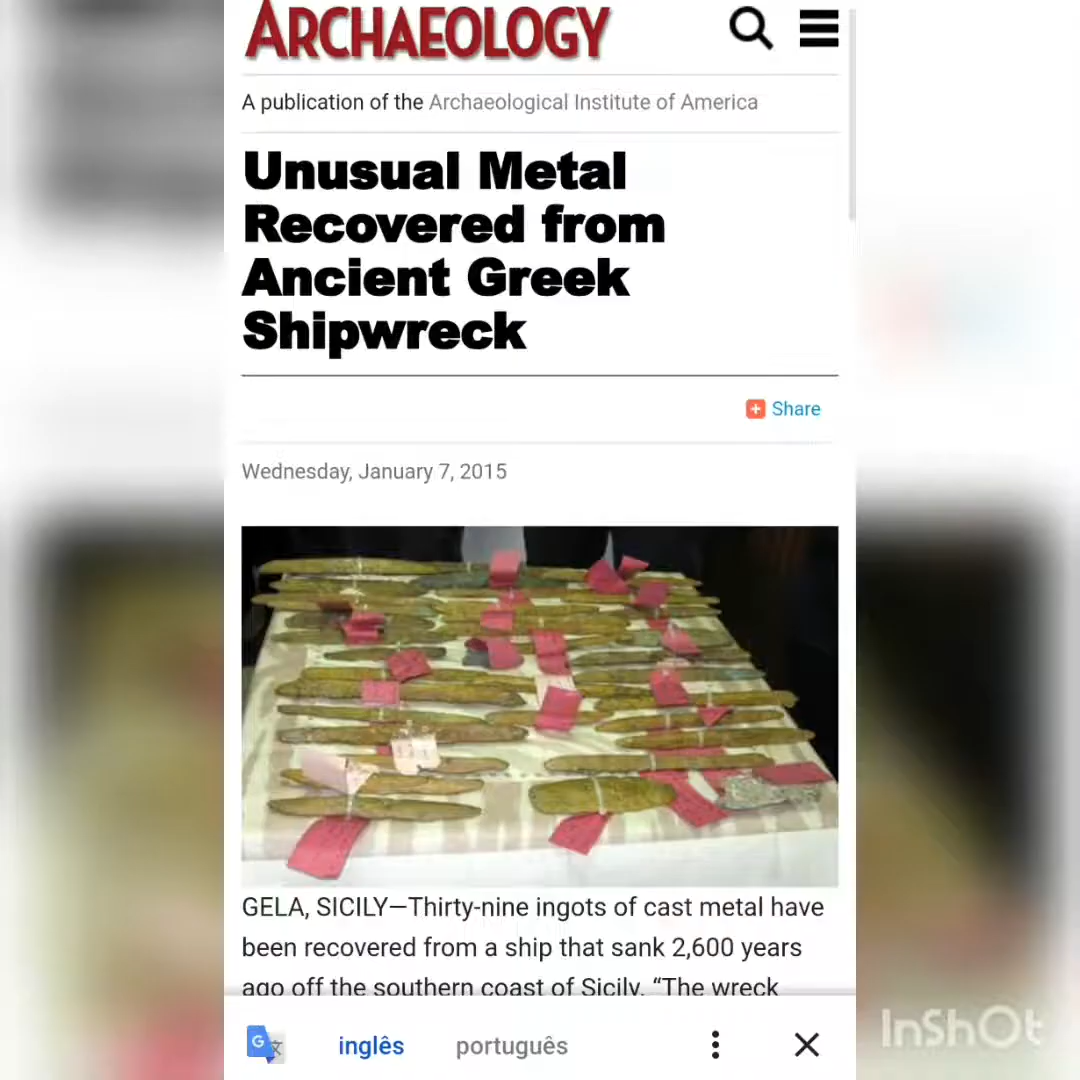 ARCHAEOLOGY
A publication of the Archaeological Institute of America
Unusual Metal
Recovered from
Ancient Greek
Shipwreck
Share
Wednesday, January 7, 2015
GELA, SICILY—Thirty-nine ingots of cast metal have
been recovered from a ship that sank 2,600 years
ago off the southern coast of Sicily. “The wreck
G 文
inglês português
InShOt